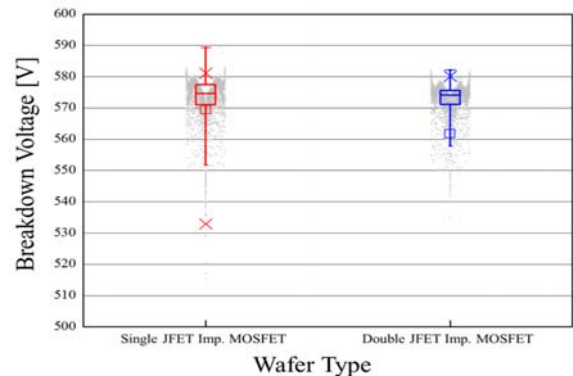 Breakdown Voltage [V]
600
590
580
570
560
550
540
530
520
510
500
Single JFET Imp. MOSFET
Double JFET Imp. MOSFET
Wafer Type